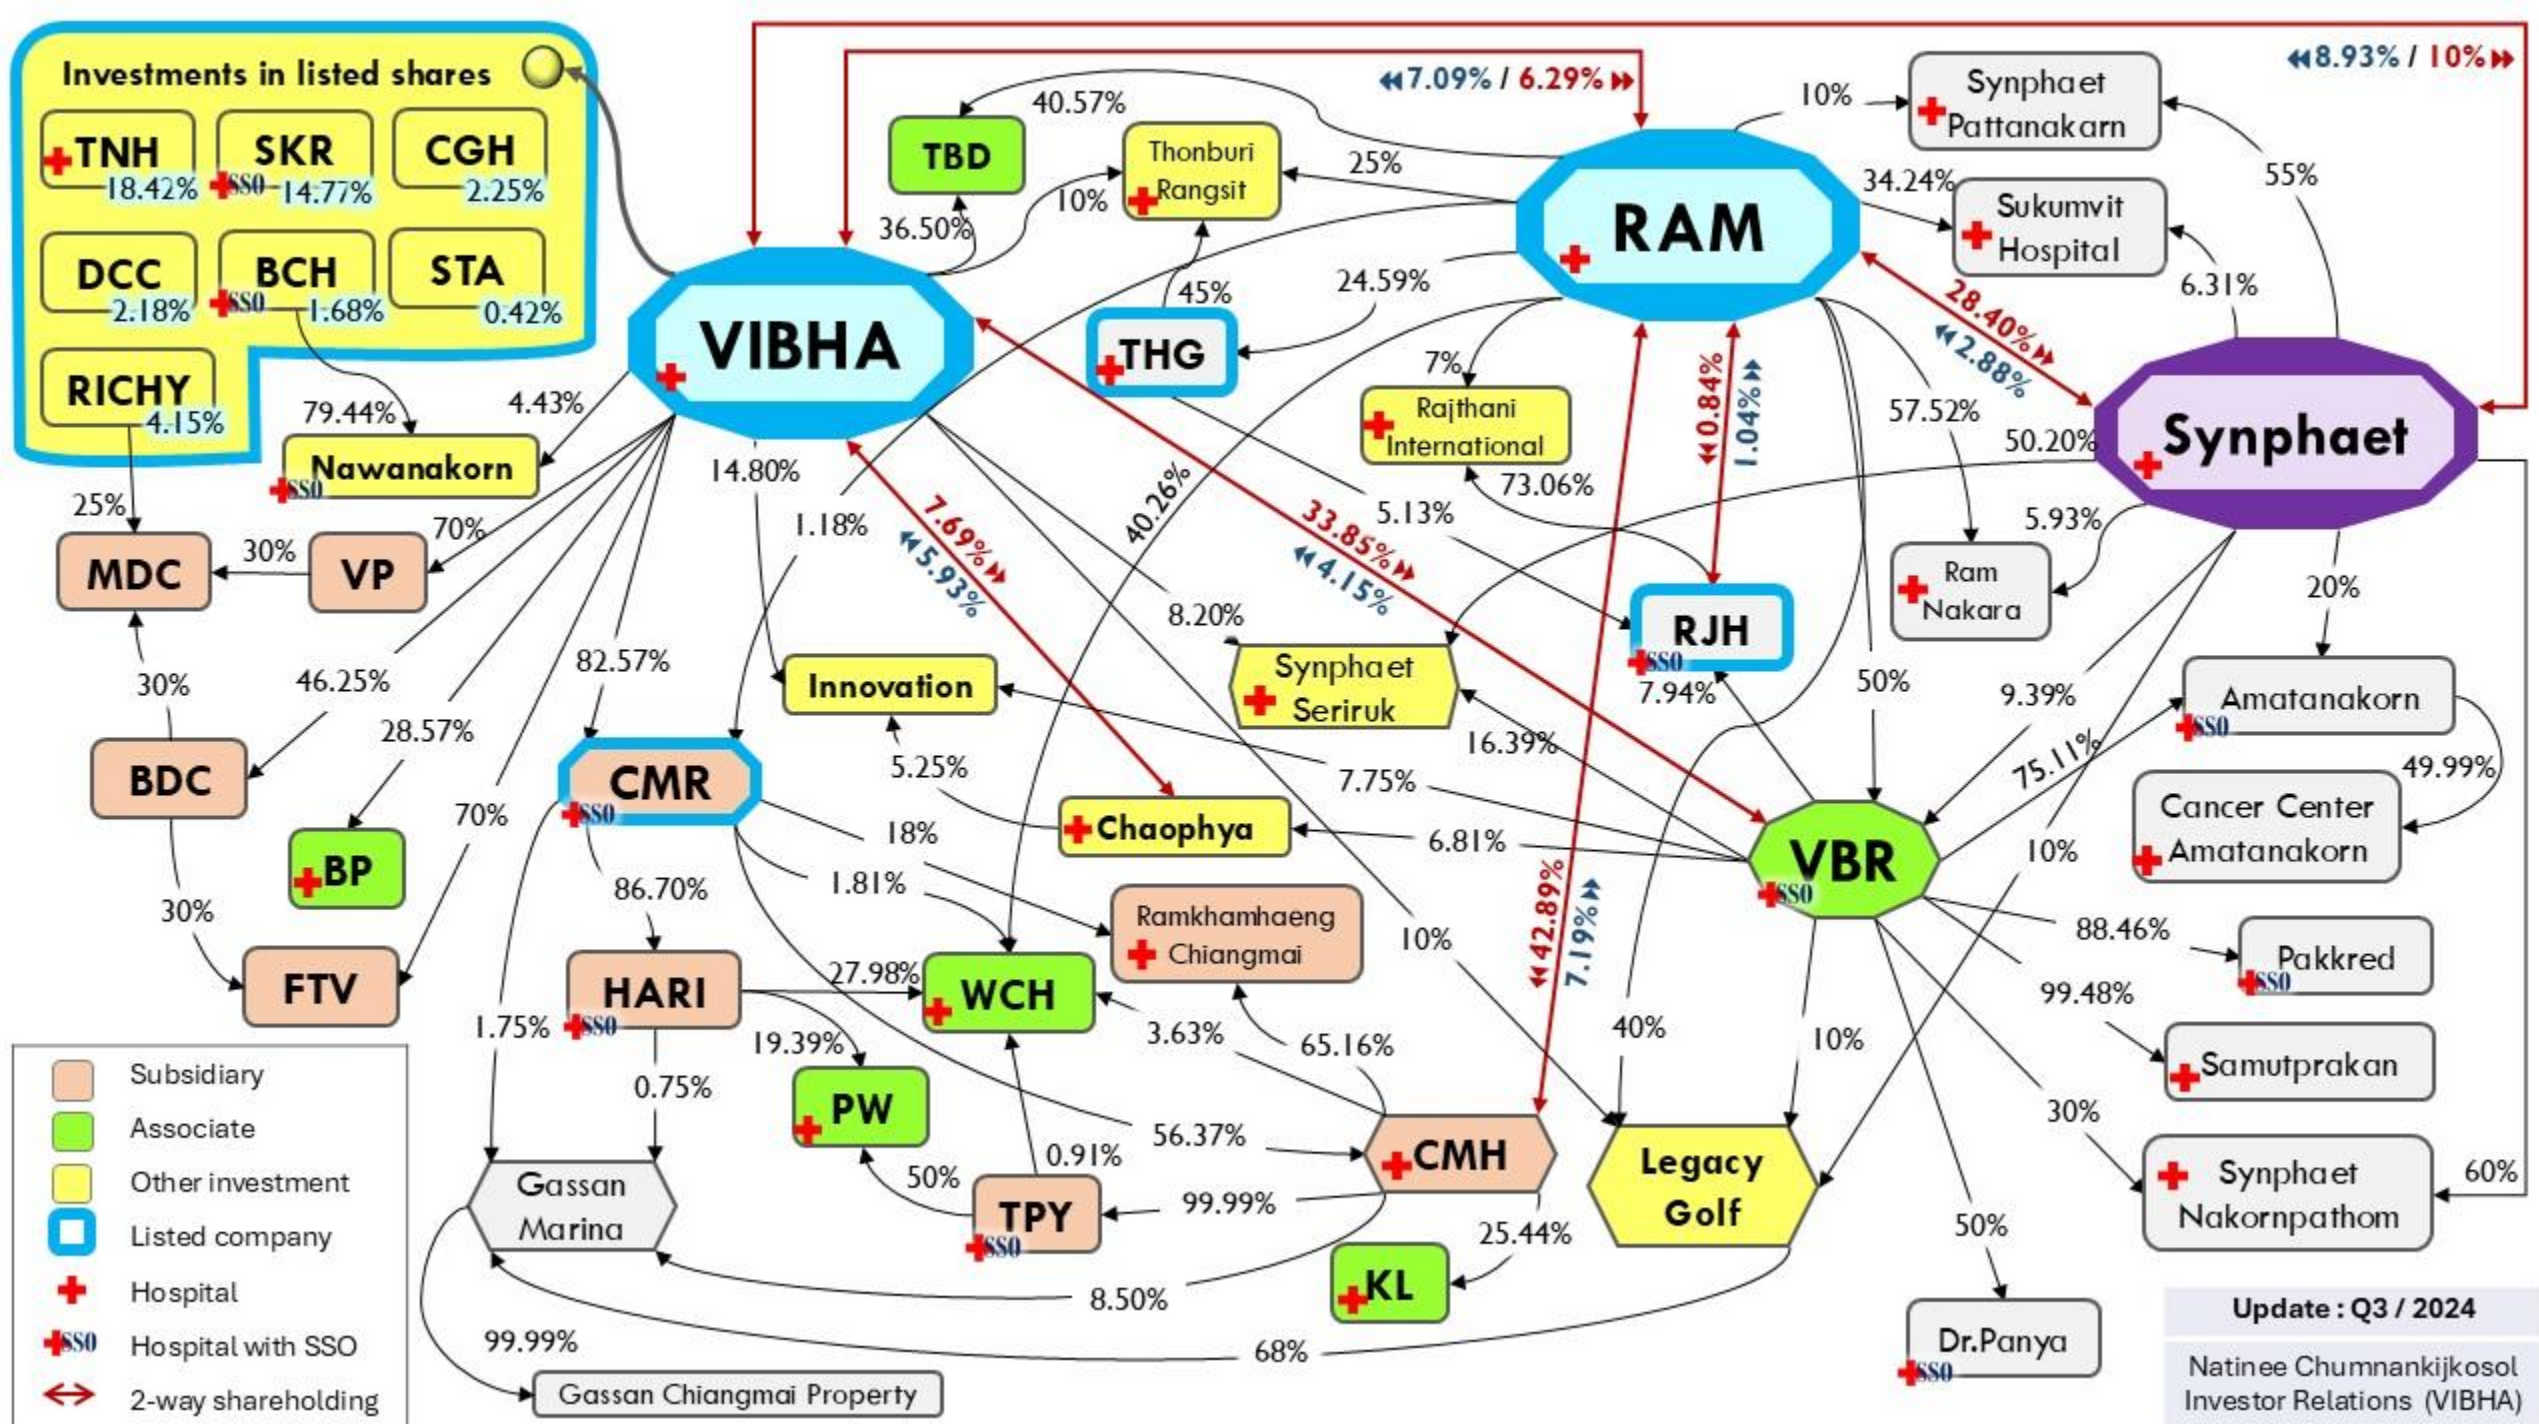 Investments in listed shares
TNH
18.42%
SKR
SSO
14.77%
CGH
2.25%
DCC
2.18%
BCH
SSO
1.68%
STA
0.42%
RICHY
4.15%
◀◀7.09% / 6.29%▶▶
◀◀8.93% / 10%▶▶
40.57%
TBD
36.50%
10%
Thonburi
Rangsit
25%
45%
THG
24.59%
RAM
VIBHA
10%
Synphaet
Pattanakarn
34.24%
Sukumvit
Hospital
55%
6.31%
28.40%▶▶
◀◀2.88%
Synphaet
50.20%
79.44%
4.43%
Nawanakorn
SSO
25%
MDC
30%
VP
70%
14.80%
1.18%
7.69%▶▶
◀◀5.93%
40.26%
7%
Rajthani
International
73.06%
5.13%
◀◀0.84%
1.04%▶▶
57.52%
5.93%
Ram
Nakara
33.85%▶▶
◀◀4.15%
RJH
SSO
7.94%
50%
20%
9.39%
30%
46.25%
82.57%
28.57%
BDC
70%
30%
BP
FTV
8.20%
Innovation
Synphaet
Seriruk
16.39%
5.25%
7.75%
CMR
SSO
Chaophya
6.81%
VBR
SSO
75.11%
Amatanakorn
SSO
49.99%
Cancer Center
Amatanakorn
10%
18%
1.81%
86.70%
Ramkhamhaeng
Chiangmai
10%
◀◀42.89%
7.19%▶▶
88.46%
Pakkred
SSO
99.48%
Samutprakan
HARI
SSO
27.98%
WCH
19.39%
3.63%
65.16%
40%
10%
1.75%
0.75%
PW
50%
0.91%
56.37%
TPY
SSO
99.99%
CMH
25.44%
KL
Legacy
Golf
30%
Synphaet
Nakornpathom
60%
50%
Dr.Panya
SSO
Gassan
Marina
8.50%
68%
99.99%
Gassan Chiangmai Property
Subsidiary
Associate
Other investment
Listed company
Hospital
SSO Hospital with SSO
2-way shareholding
Update : Q3 / 2024
Natinee Chumnankijkosol
Investor Relations (VIBHA)